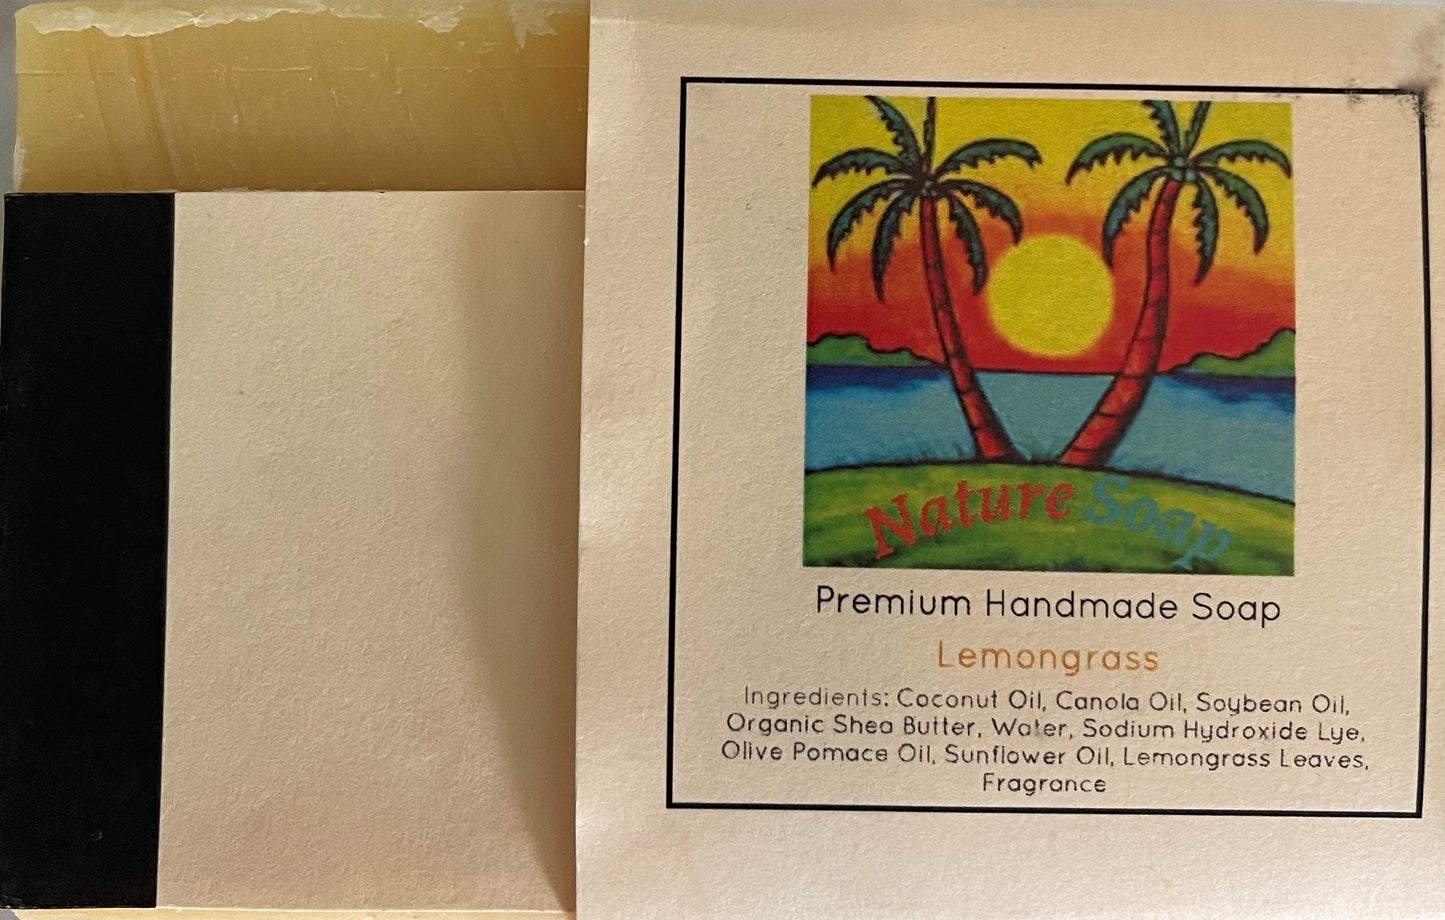 Nature Soap
Premium Handmade Soap
Lemongrass
Ingredients: Coconut Oil, Canola Oil, Soybean Oil,
Organic Shea Butter, Water, Sodium Hydroxide Lye,
Olive Pomace Oil, Sunflower Oil, Lemongrass Leaves,
Fragrance